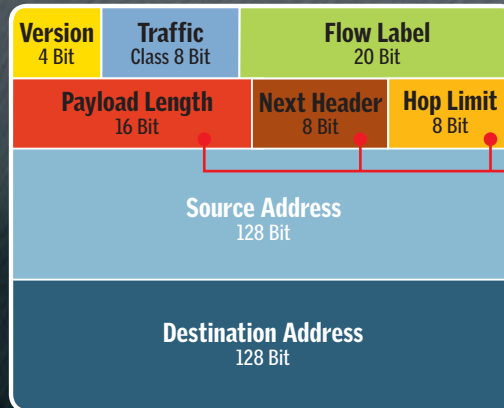 Version
4 Bit
Traffic
Class 8 Bit
Flow Label
20 Bit
Payload Length
16 Bit
Next Header
8 Bit
Hop Limit
8 Bit
Source Address
128 Bit
Destination Address
128 Bit